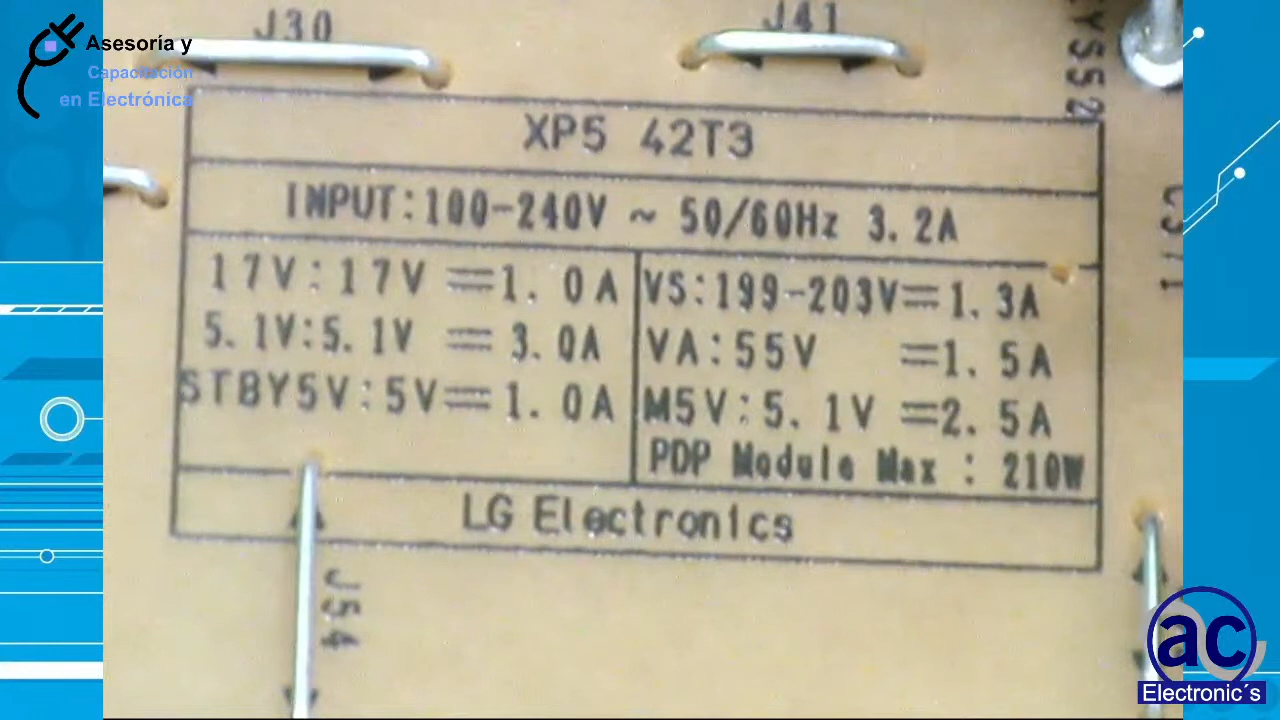 J30
J41
Asesoría y
Capacitación
en Electrónica
XP5 42T3
INPUT:100-240V ~ 50/60Hz 3.2A
17V:17V ⎓1.0A
5.1V:5.1V ⎓ 3.0A
STBY5V:5V⎓1.0A
VS:199-203V⎓1.3A
VA:55V ⎓1.5A
M5V:5.1V ⎓2.5A
PDP Module Max : 210W
LG Electronics
J54
ac
Electronic´s